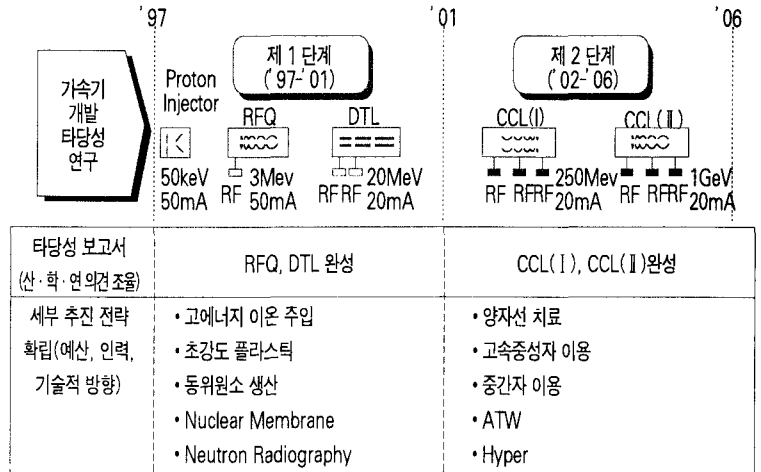 '97
'01
'06
가속기
개발
타당성
연구
제 1 단계
('97-'01)
제 2 단계
('02-'06)
Proton
Injector
RFQ
DTL
CCL(Ⅰ)
CCL(Ⅱ)
50keV
50mA
RF
3Mev
50mA
RF RF
20MeV
20mA
RF RF RF
250Mev
20mA
RF RF RF
1GeV
20mA
타당성 보고서
(산·학·연 의견 조율)
RFQ, DTL 완성
CCL(Ⅰ), CCL(Ⅱ)완성
세부 추진 전략
확립(예산, 인력,
기술적 방향)
• 고에너지 이온 주입
• 초강도 플라스틱
• 동위원소 생산
• Nuclear Membrane
• Neutron Radiography
• 양자선 치료
• 고속중성자 이용
• 중간자 이용
• ATW
• Hyper